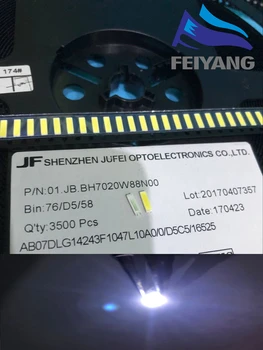 FEIYANG
174#
JF SHENZHEN JUFEI OPTOELECTRONICS CO.,LTD.
P/N:01.JB.BH7020W88N00
Bin:76/D5/58
Lot:20170407357
Q'ty:3500 Pcs
Date:170423
AB07DLG14243F1047L10A0/0/D5C5/16525